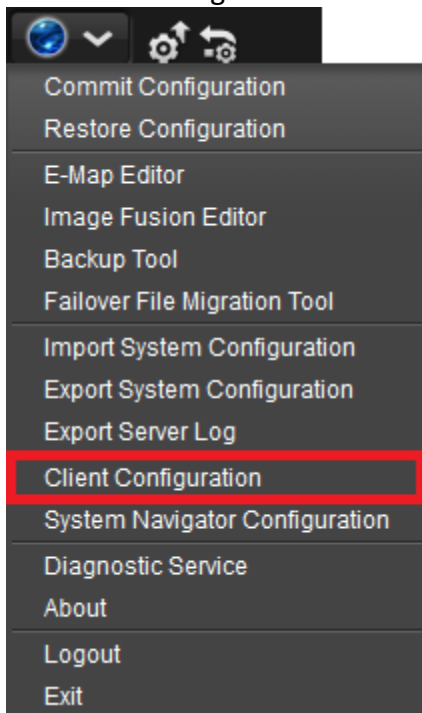 Commit Configuration
Restore Configuration
E-Map Editor
Image Fusion Editor
Backup Tool
Failover File Migration Tool
Import System Configuration
Export System Configuration
Export Server Log
Client Configuration
System Navigator Configuration
Diagnostic Service
About
Logout
Exit